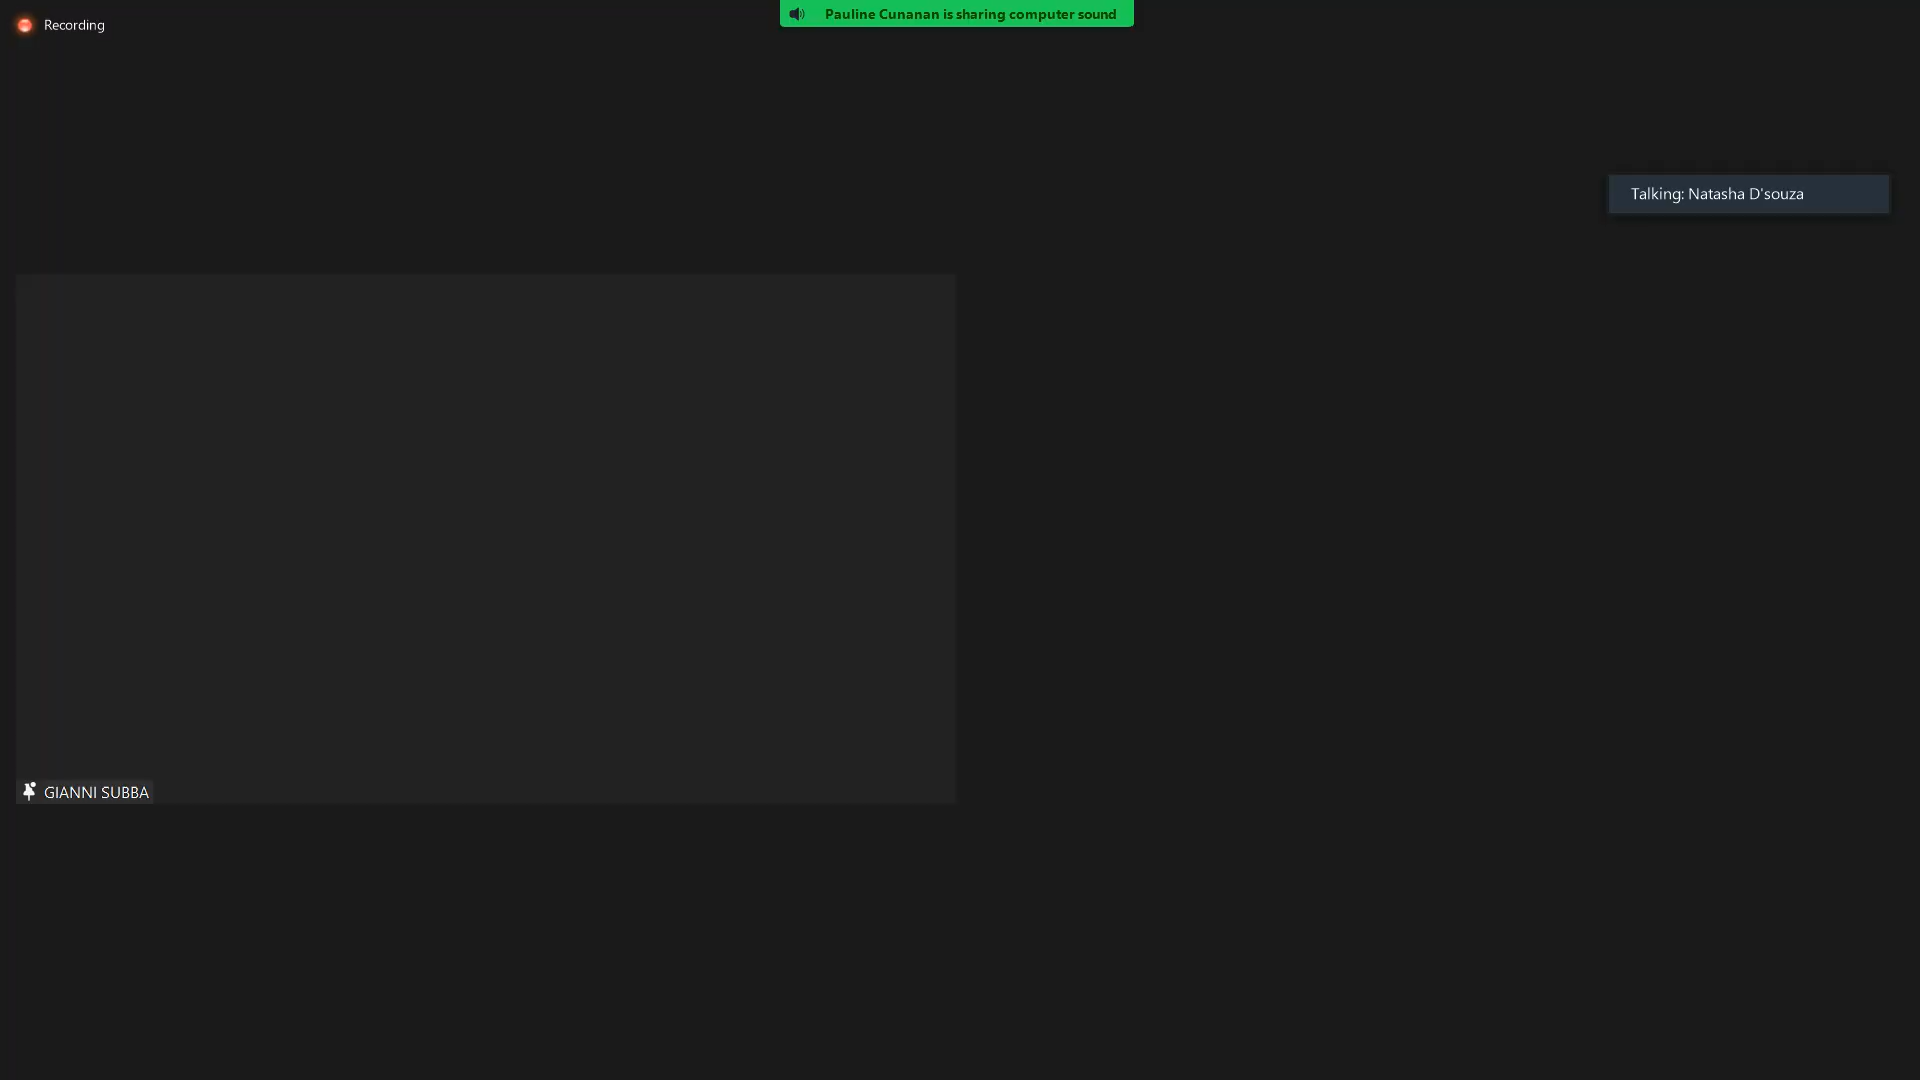 Recording
Pauline Cunanan is sharing computer sound
Talking: Natasha D'souza
GIANNI SUBBA